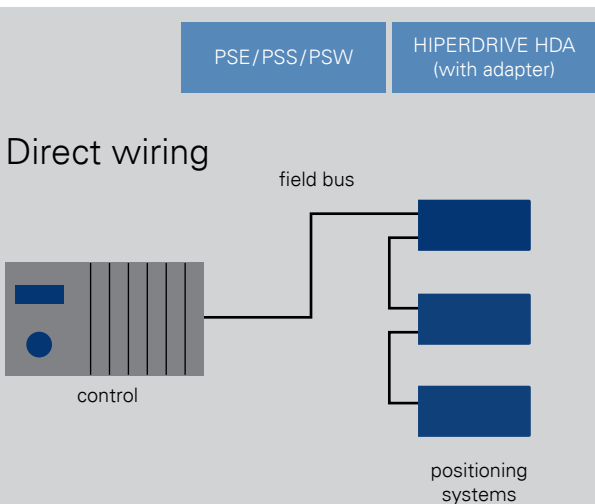 PSE/PSS/PSW
HIPERDRIVE HDA
(with adapter)
Direct wiring
field bus
control
positioning
systems